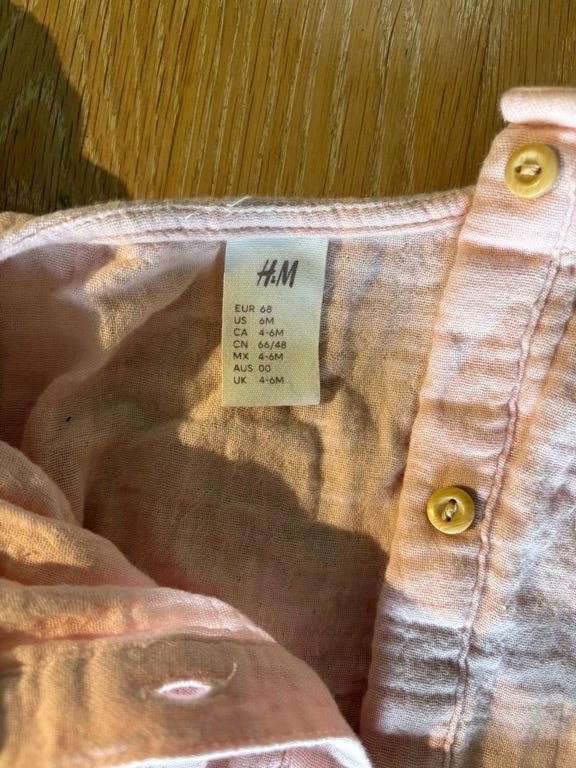 H&M
EUR 68
US 6M
CA 4-6M
CN 66/48
MX 4-6M
AUS 00
UK 4-6M